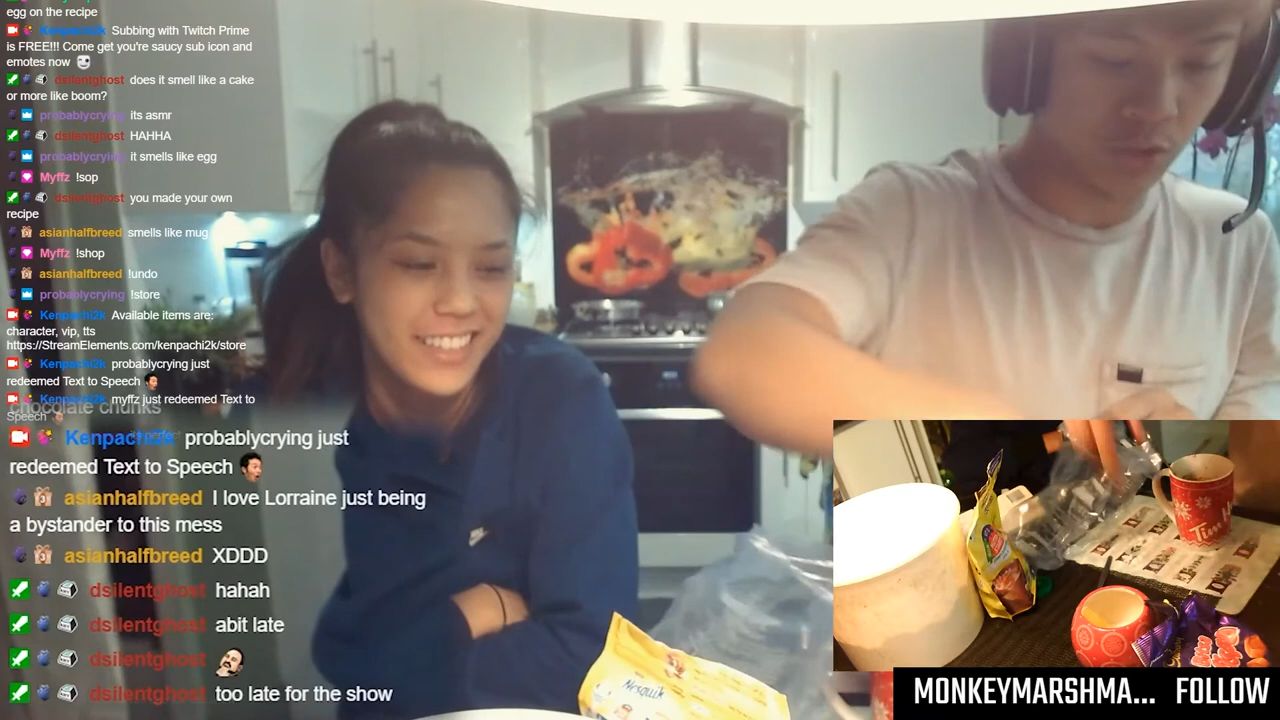 egg on the recipe
Kenpachi2k Subbing with Twitch Prime
is FREE!!! Come get you're saucy sub icon and
emotes now
dsilentghost does it smell like a cake
or more like boom?
probablycrying its asmr
dsilentghost HAHHA
probablycrying it smells like egg
Myffz !sop
dsilentghost you made your own
recipe
asianhalfbreed smells like mug
Myffz !shop
asianhalfbreed !undo
probablycrying !store
Kenpachi2k Available items are:
character, vip, tts
https://StreamElements.com/kenpachi2k/store
Kenpachi2k probablycrying just
redeemed Text to Speech
Kenpachi2k myffz just redeemed Text to
Speech
chocolate chunks
Kenpachi2k probablycrying just
redeemed Text to Speech
asianhalfbreed I love Lorraine just being
a bystander to this mess
asianhalfbreed XDDD
dsilentghost hahah
dsilentghost abit late
dsilentghost
dsilentghost too late for the show
Nesquik
MONKEYMARSHMA... FOLLOW